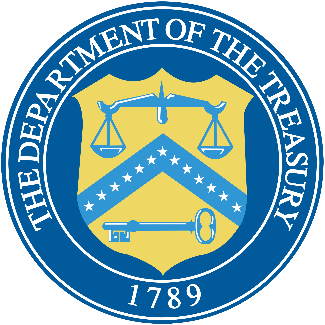 THE DEPARTMENT OF THE TREASURY
1789